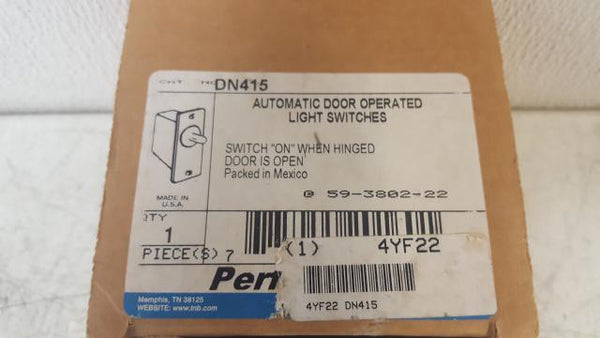 DN415
AUTOMATIC DOOR OPERATED
LIGHT SWITCHES
SWITCH "ON" WHEN HINGED
DOOR IS OPEN
Packed in Mexico
MADE IN
U.S.A.
59-3802-22
QTY
1
PIECE(S) 7
(1) 4YF22
4YF22 DN415
Memphis, TN 38125
WEBSITE: www.tnb.com